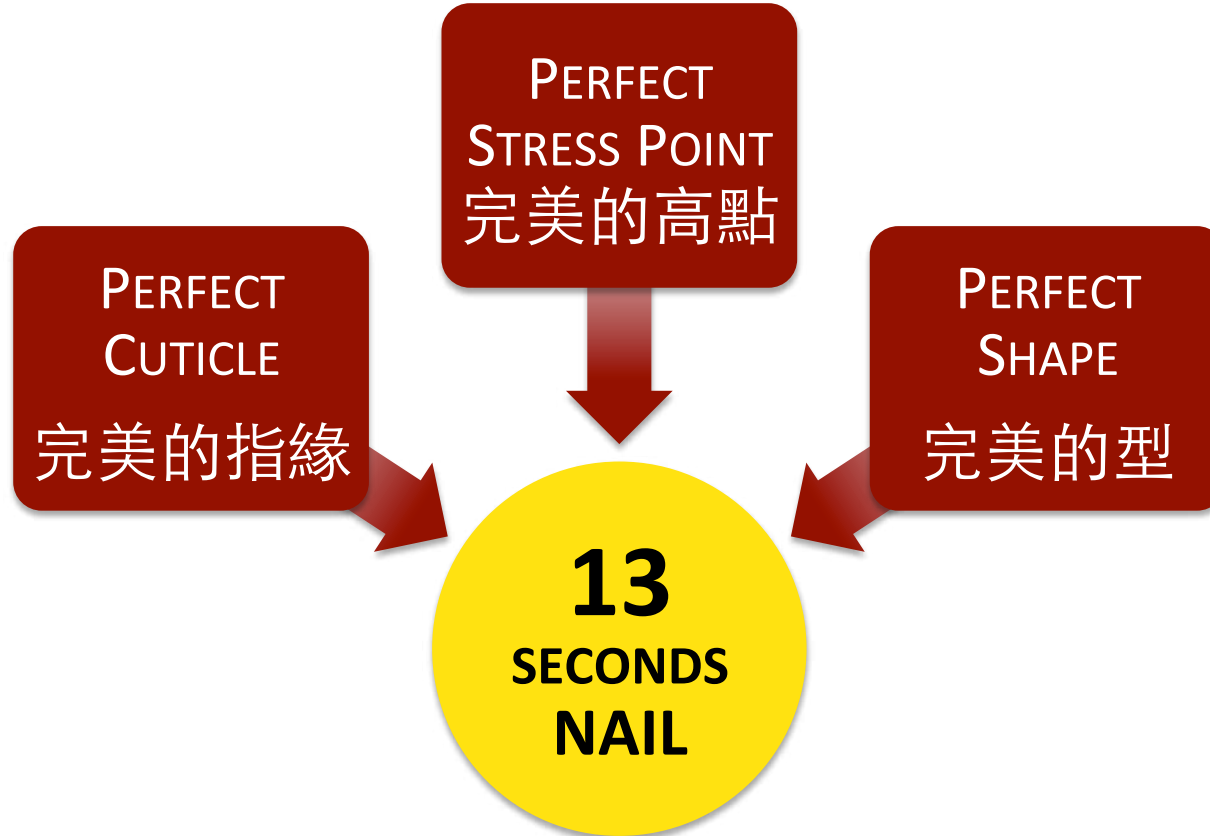 PERFECT
STRESS POINT
完美的高點
PERFECT
CUTICLE
完美的指緣
PERFECT
SHAPE
完美的型
13
SECONDS
NAIL